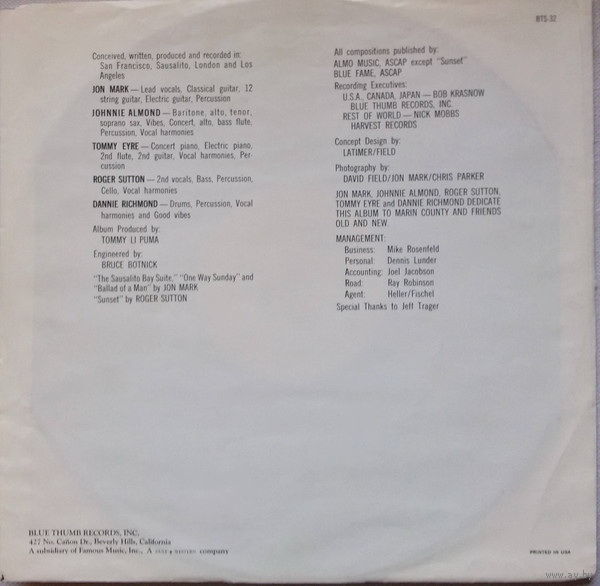 BTS-32
Conceived, written, produced and recorded in:
San Francisco, Sausalito, London and Los
Angeles
JON MARK — Lead vocals, Classical guitar, 12
string guitar, Electric guitar, Percussion
JOHNNIE ALMOND — Baritone, alto, tenor,
soprano sax, Vibes, Concert, alto, bass flute,
Percussion, Vocal harmonies
TOMMY EYRE — Concert piano, Electric piano,
2nd flute, 2nd guitar, Vocal harmonies, Per-
cussion
ROGER SUTTON — 2nd vocals, Bass, Percussion,
Cello, Vocal harmonies
DANNIE RICHMOND — Drums, Percussion, Vocal
harmonies and Good vibes
Album Produced by:
TOMMY LI PUMA
Engineered by:
BRUCE BOTNICK
"The Sausalito Bay Suite," "One Way Sunday" and
"Ballad of a Man" by JON MARK
"Sunset" by ROGER SUTTON
All compositions published by:
ALMO MUSIC, ASCAP except "Sunset"
BLUE FAME, ASCAP
Recording Executives:
U.S.A., CANADA, JAPAN — BOB KRASNOW
BLUE THUMB RECORDS, INC.
REST OF WORLD — NICK MOBBS
HARVEST RECORDS
Concept Design by:
LATIMER/FIELD
Photography by:
DAVID FIELD/JON MARK/CHRIS PARKER
JON MARK, JOHNNIE ALMOND, ROGER SUTTON,
TOMMY EYRE and DANNIE RICHMOND DEDICATE
THIS ALBUM TO MARIN COUNTY AND FRIENDS
OLD AND NEW.
MANAGEMENT:
Business: Mike Rosenfeld
Personal: Dennis Lunder
Accounting: Joel Jacobson
Road: Ray Robinson
Agent: Heller/Fischel
Special Thanks to Jeff Trager
BLUE THUMB RECORDS, INC.
427 No. Cañon Dr., Beverly Hills, California
A subsidiary of Famous Music, Inc., A GULF + WESTERN company
PRINTED IN USA
www.ay.by